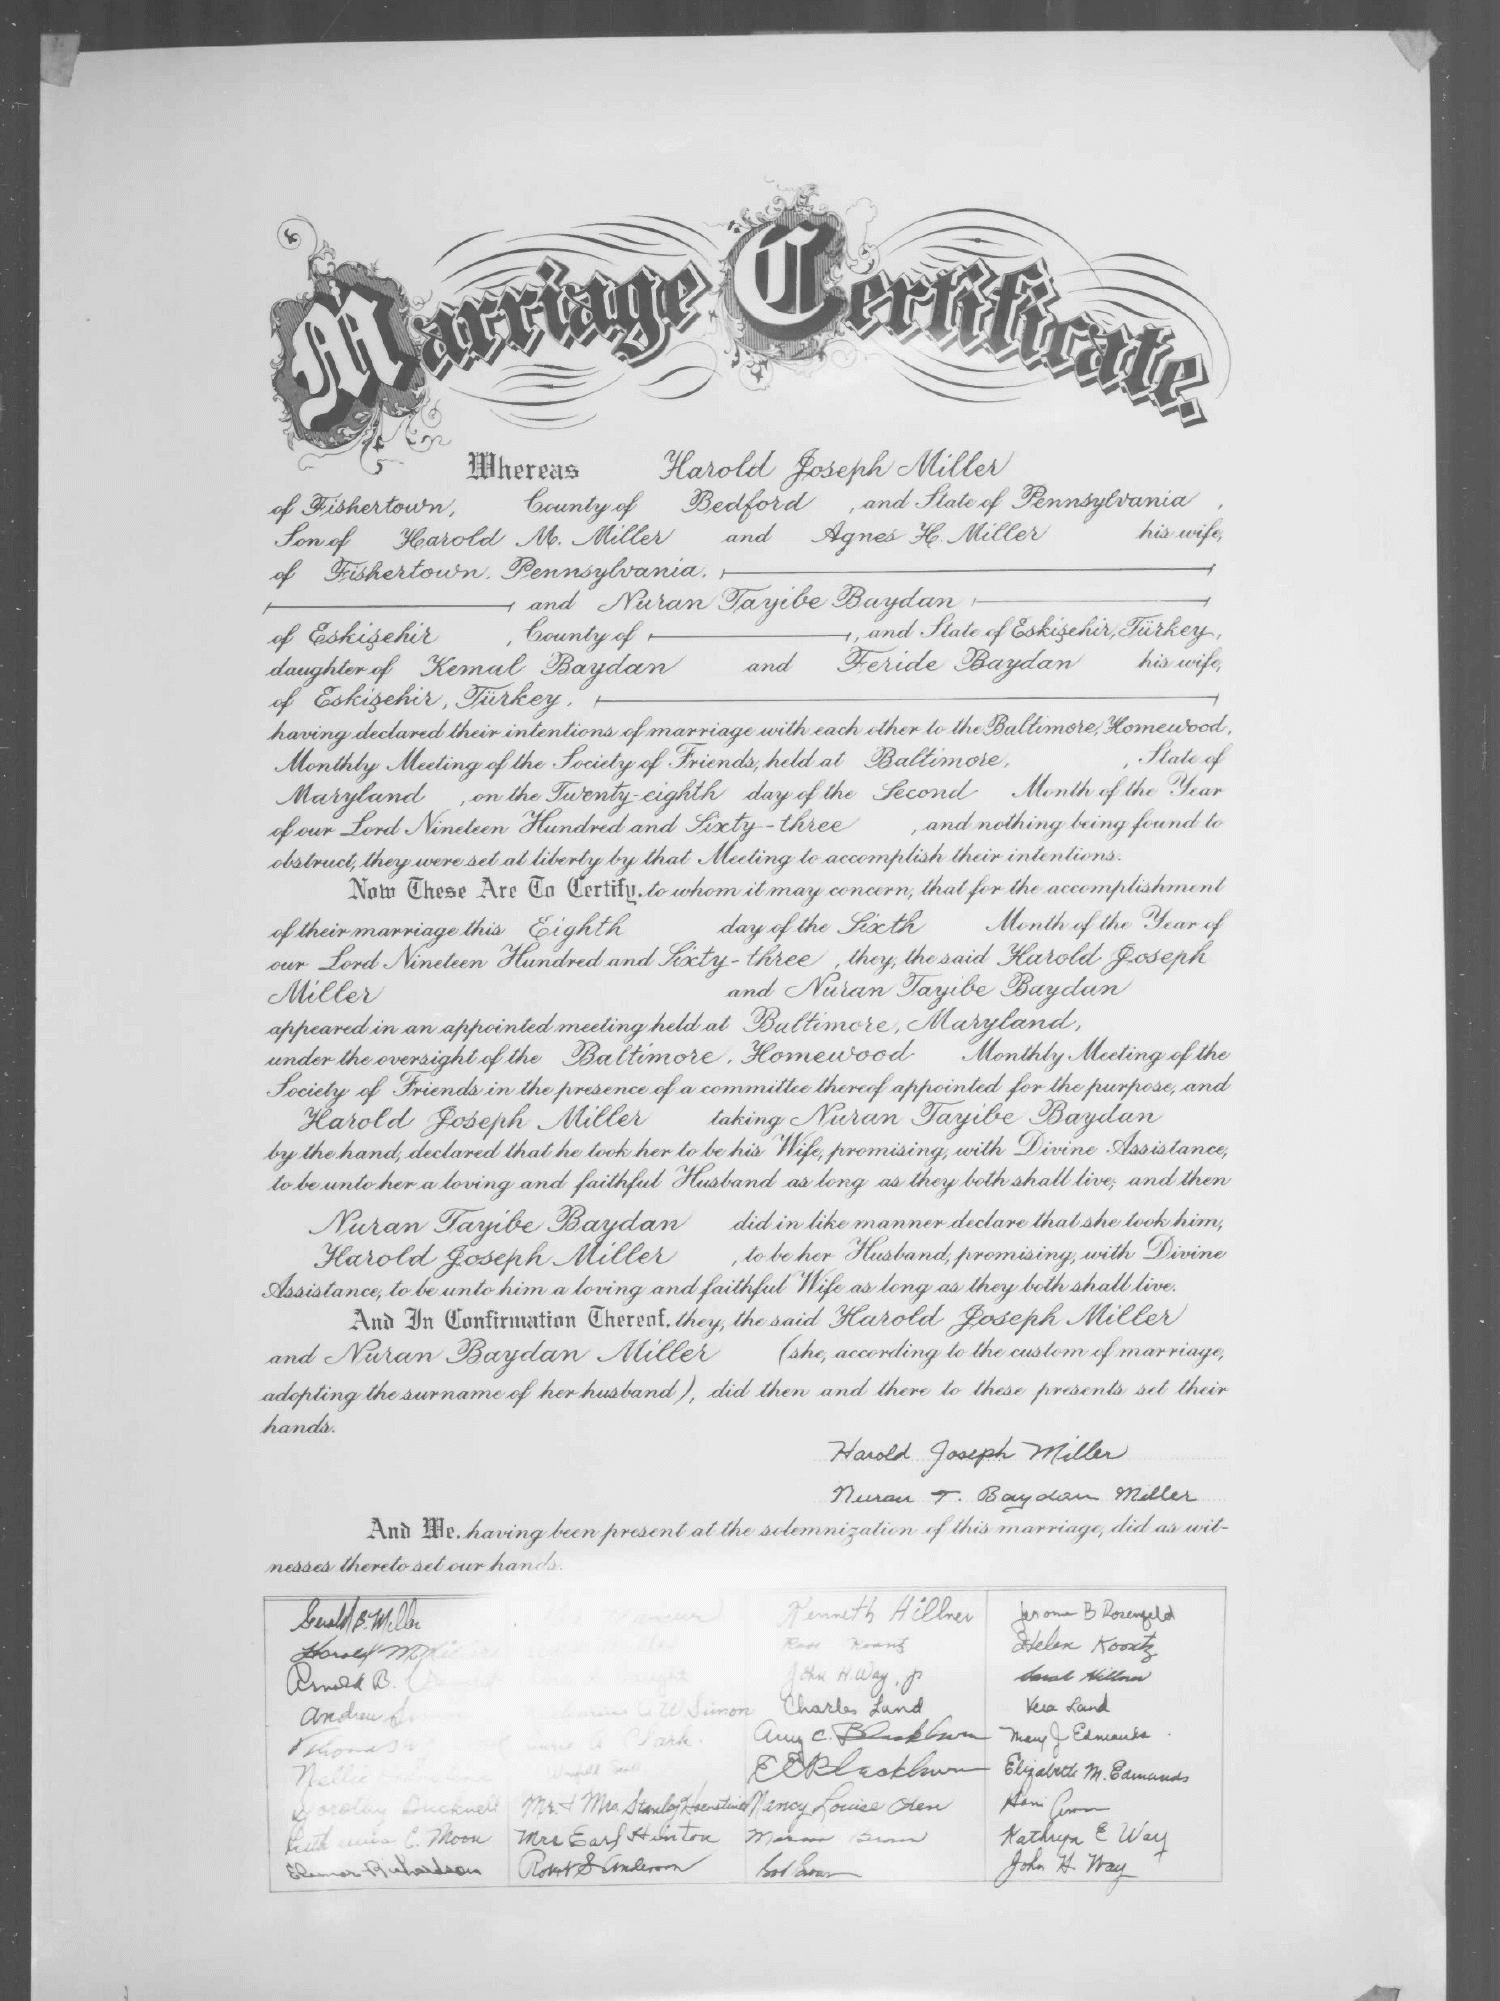 Marriage Certificate.
Whereas Harold Joseph Miller
of Fishertown, County of Bedford, and State of Pennsylvania,
Son of Harold M. Miller and Agnes H. Miller his wife,
of Fishertown, Pennsylvania.
and Nuran Tayibe Baydan
of Eskişehir, County of , and State of Eskişehir, Türkey,
daughter of Kemal Baydan and Feride Baydan his wife,
of Eskişehir, Türkey.
having declared their intentions of marriage with each other to the Baltimore, Homewood,
Monthly Meeting of the Society of Friends, held at Baltimore, , State of
Maryland, on the Twenty-eighth day of the Second Month of the Year
of our Lord Nineteen Hundred and Sixty-three, and nothing being found to
obstruct, they were set at liberty by that Meeting to accomplish their intentions.
Now These Are To Certify, to whom it may concern, that for the accomplishment
of their marriage this Eighth day of the Sixth Month of the Year of
our Lord Nineteen Hundred and Sixty-three, they, the said Harold Joseph
Miller and Nuran Tayibe Baydan
appeared in an appointed meeting held at Baltimore, Maryland,
under the oversight of the Baltimore, Homewood Monthly Meeting of the
Society of Friends in the presence of a committee thereof appointed for the purpose, and
Harold Joseph Miller taking Nuran Tayibe Baydan
by the hand, declared that he took her to be his Wife, promising, with Divine Assistance,
to be unto her a loving and faithful Husband as long as they both shall live; and then
Nuran Tayibe Baydan did in like manner declare that she took him,
Harold Joseph Miller, to be her Husband, promising, with Divine
Assistance, to be unto him a loving and faithful Wife as long as they both shall live.
And In Confirmation Thereof, they, the said Harold Joseph Miller
and Nuran Baydan Miller (she, according to the custom of marriage,
adopting the surname of her husband), did then and there to these presents set their
hands.
Harold Joseph Miller
Nuran T. Baydan Miller
And We, having been present at the solemnization of this marriage, did as wit-
nesses thereto set our hands.
Gerald B. Miller Kenneth Hillner Jerome B Rosenfeld
Harold M. Koontz Helen Koontz
Arnold B. John H. Way, Jr
Andrew Simon Charles Lund Vera Lund
Thomas Clark. Amy C. Blackburn Mary J Edmunds
Nellie E E Blackburn Elizabeth M. Edmunds
Dorothy Bucknell Mr. & Mrs. Stanley Nancy Louise Oren
C. Moon Mrs Earl Hinton Kathryn E Way
Eleanor Richardson Robert S Anderson John H. Way